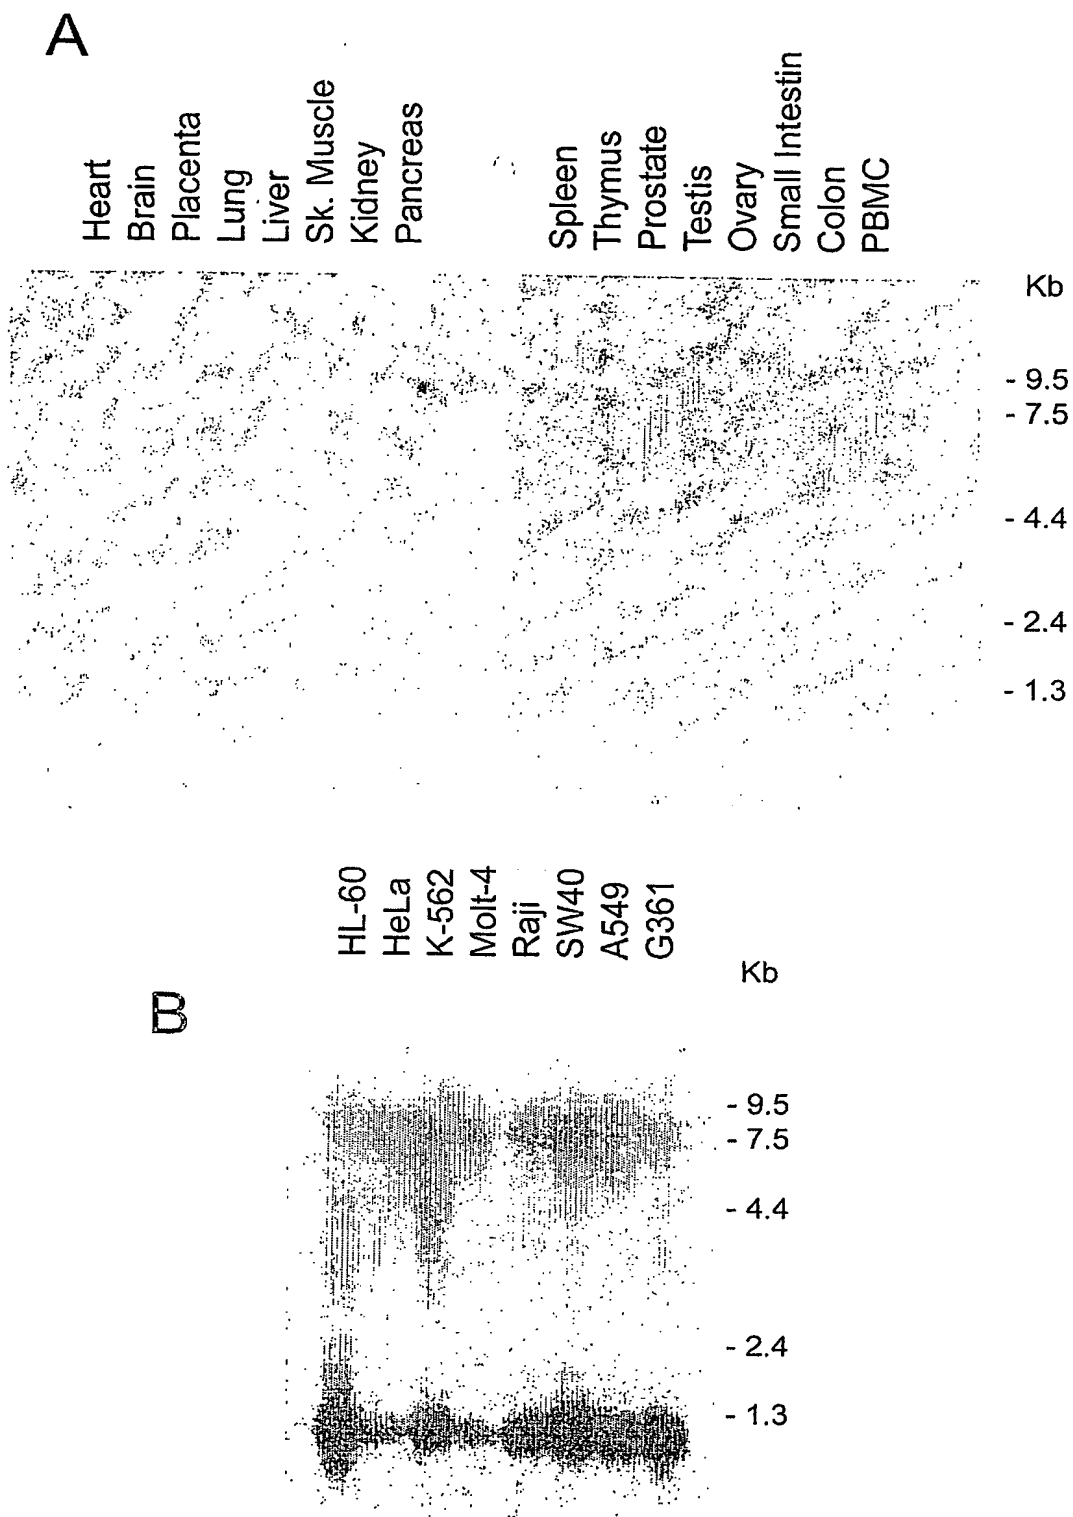 A
Heart
Brain
Placenta
Lung
Liver
Sk. Muscle
Kidney
Pancreas
Spleen
Thymus
Prostate
Testis
Ovary
Small Intestin
Colon
PBMC
Kb
- 9.5
- 7.5
- 4.4
- 2.4
- 1.3
HL-60
HeLa
K-562
Molt-4
Raji
SW40
A549
G361
Kb
B
- 9.5
- 7.5
- 4.4
- 2.4
- 1.3